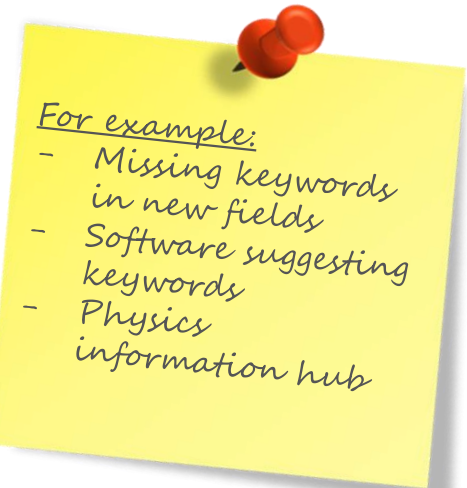 For example:
- Missing keywords
in new fields
- Software suggesting
keywords
- Physics
information hub